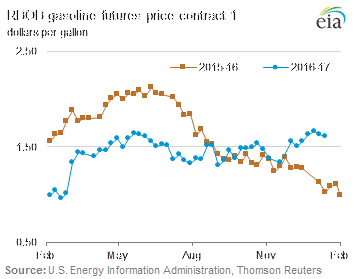 RBOB gasoline futures price contract 1
dollars per gallon
eia
2.50
2015-16
2016-17
1.50
0.50
Feb
May
Aug
Nov
Feb
Source: U.S. Energy Information Administration, Thomson Reuters